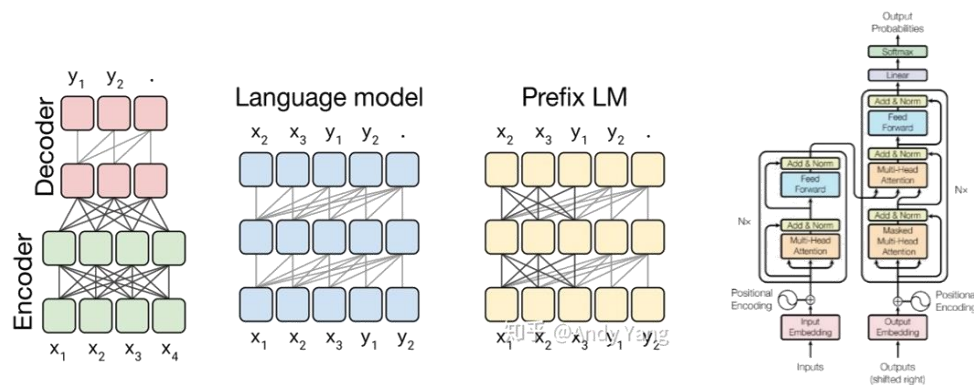 y1 y2 .
Decoder
Encoder
x1 x2 x3 x4
Language model
x2 x3 y1 y2 .
x1 x2 x3 y1 y2
Prefix LM
x2 x3 y1 y2 .
x1 x2 x3 y1 y2
知乎 @Andy Yang
Output
Probabilities
Softmax
Linear
Add & Norm
Feed
Forward
Add & Norm
Multi-Head
Attention
Add & Norm
Masked
Multi-Head
Attention
N×
Positional
Encoding
Output
Embedding
Outputs
(shifted right)
Add & Norm
Feed
Forward
Add & Norm
Multi-Head
Attention
N×
Positional
Encoding
Input
Embedding
Inputs